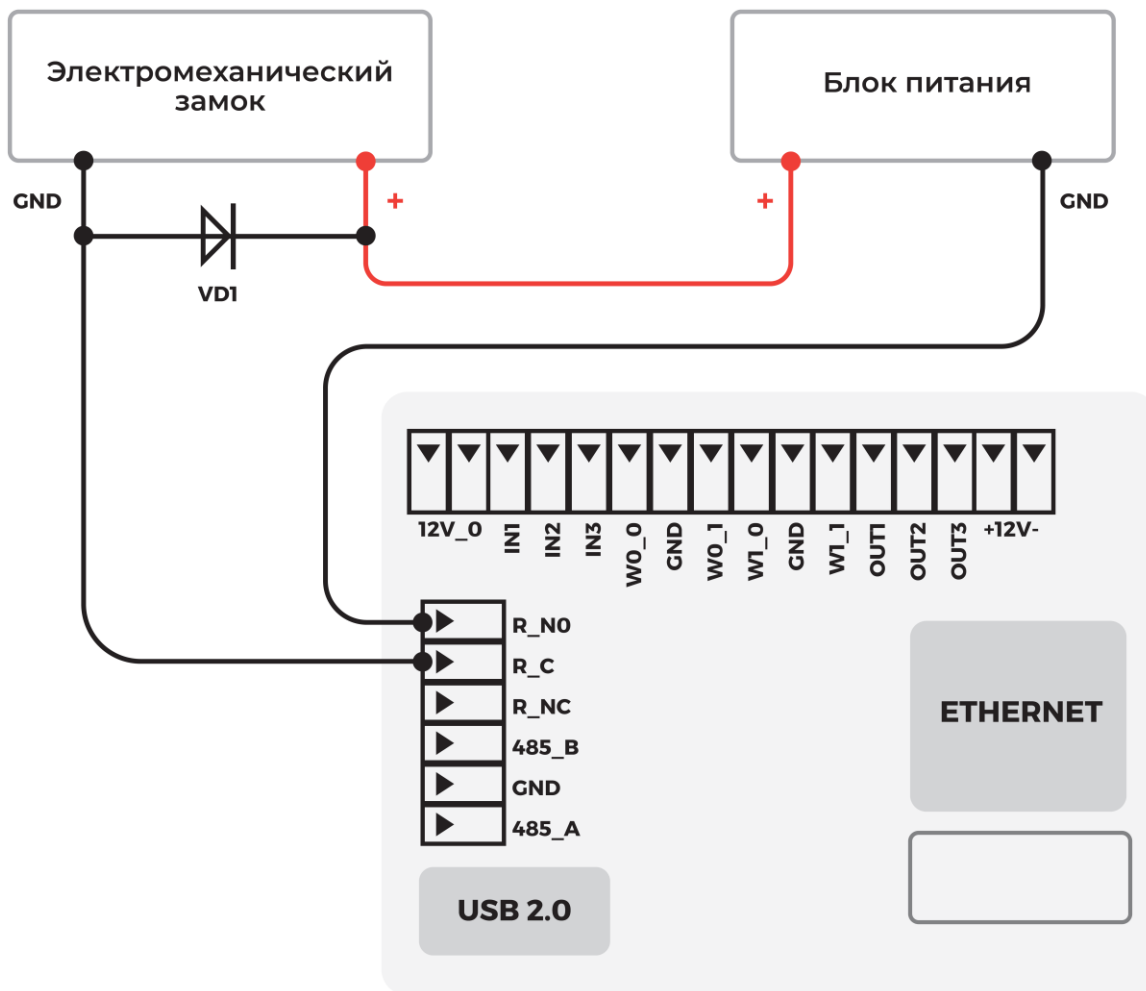 Электромеханический
замок
Блок питания
GND
+
+
GND
VD1
12V_0
IN1
IN2
IN3
W0_0
GND
W0_1
W1_0
GND
W1_1
OUT1
OUT2
OUT3
+12V-
R_N0
R_C
R_NC
485_B
GND
485_A
ETHERNET
USB 2.0